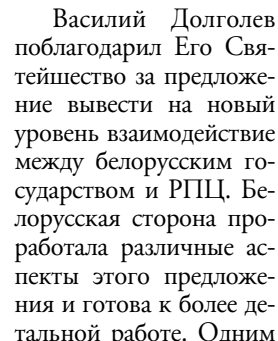 Василий Долголев
поблагодарил Его Свя-
тейшество за предложе-
ние вывести на новый
уровень взаимодействие
между белорусским го-
сударством и РПЦ. Бе-
лорусская сторона про-
работала различные ас-
пекты этого предложе-
ния и готова к более де-
тальной работе. Одним